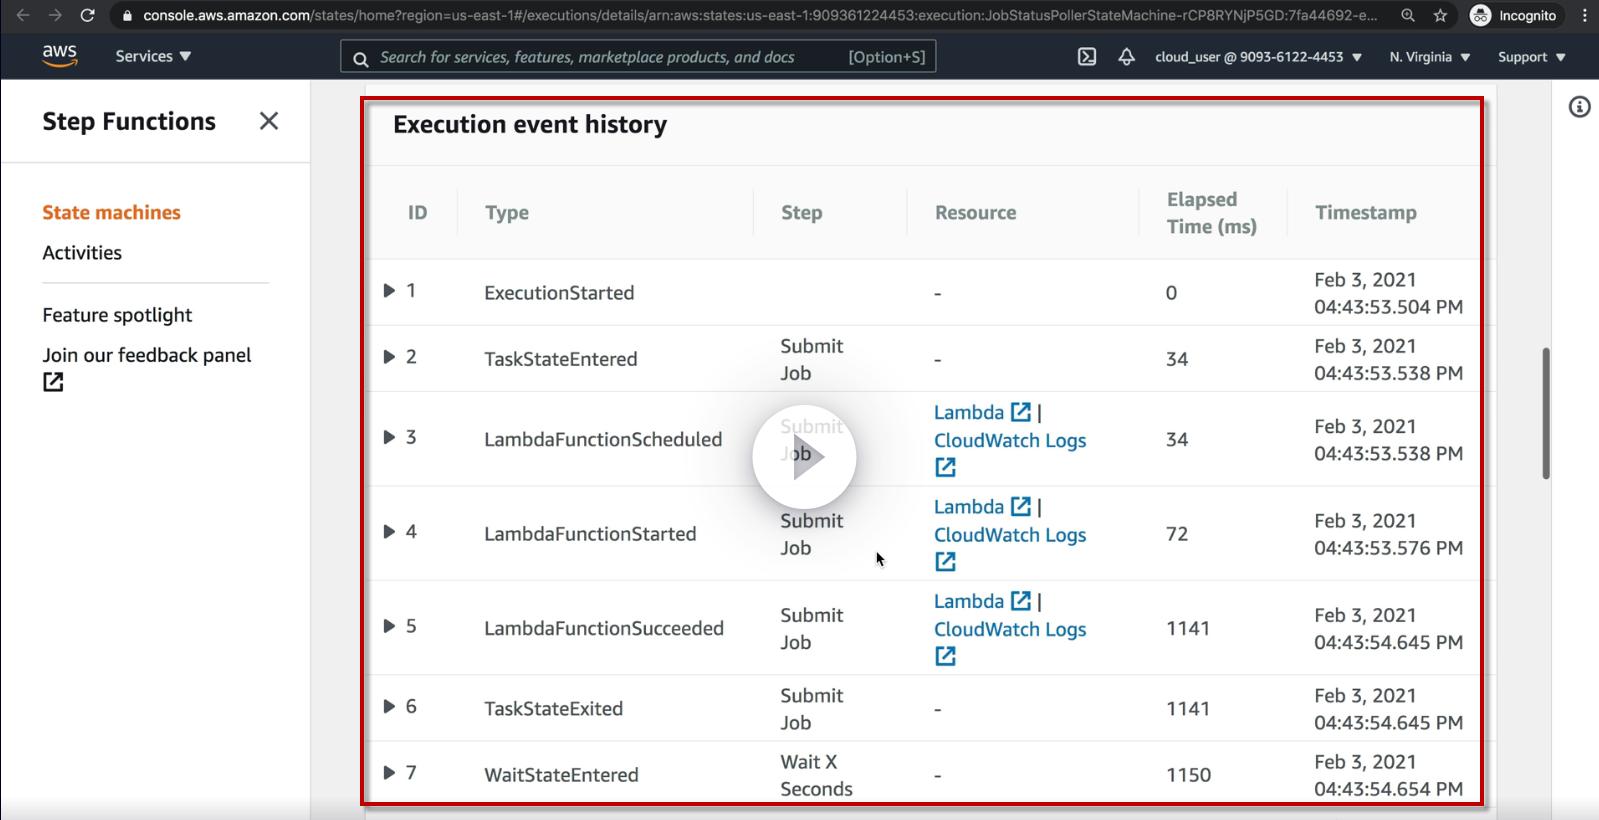 console.aws.amazon.com/states/home?region=us-east-1#/executions/details/arn:aws:states:us-east-1:909361224453:execution:JobStatusPollerStateMachine-rCP8RYNjP5GD:7fa44692-e...
Incognito
aws
Services
Search for services, features, marketplace products, and docs
[Option+S]
cloud_user @ 9093-6122-4453
N. Virginia
Support
Step Functions
State machines
Activities
Feature spotlight
Join our feedback panel
Execution event history
ID Type Step Resource Elapsed Time (ms) Timestamp
1 ExecutionStarted - 0 Feb 3, 2021
04:43:53.504 PM
2 TaskStateEntered Submit Job - 34 Feb 3, 2021
04:43:53.538 PM
3 LambdaFunctionScheduled Submit Job Lambda | CloudWatch Logs 34 Feb 3, 2021
04:43:53.538 PM
4 LambdaFunctionStarted Submit Job Lambda | CloudWatch Logs 72 Feb 3, 2021
04:43:53.576 PM
5 LambdaFunctionSucceeded Submit Job Lambda | CloudWatch Logs 1141 Feb 3, 2021
04:43:54.645 PM
6 TaskStateExited Submit Job - 1141 Feb 3, 2021
04:43:54.645 PM
7 WaitStateEntered Wait X Seconds - 1150 Feb 3, 2021
04:43:54.654 PM